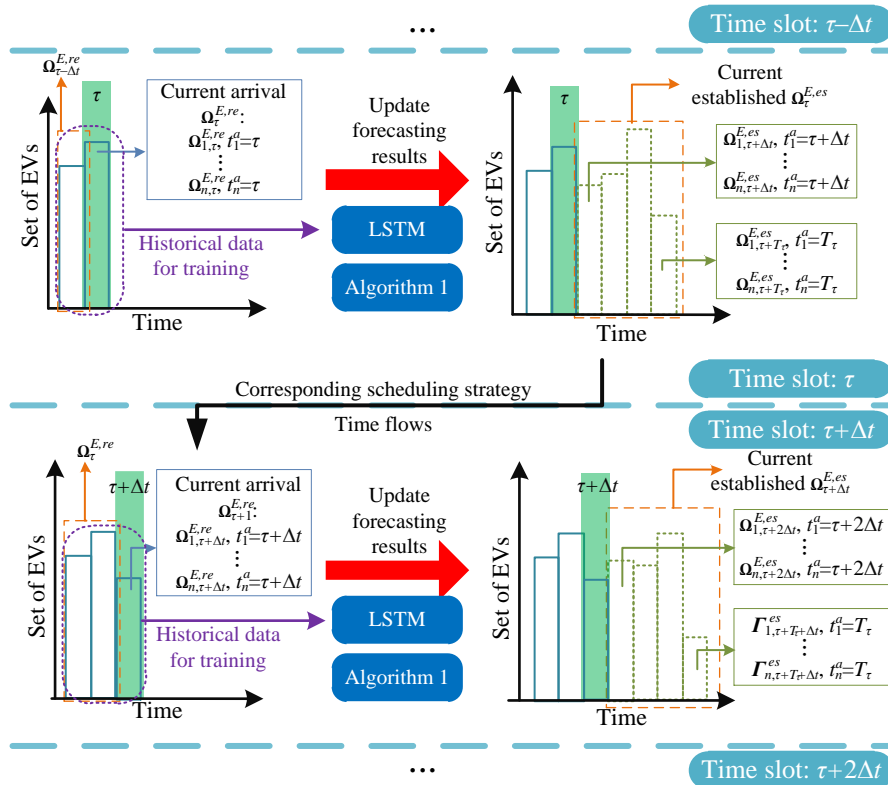 ...
Time slot: τ−Δt
Ω^{E,re}_{τ−Δt}
τ
Current arrival
Ω^{E,re}_τ:
Ω^{E,re}_{1,τ}, t^a_1=τ
⋮
Ω^{E,re}_{n,τ}, t^a_n=τ
Historical data
for training
Set of EVs
Time
Update
forecasting
results
LSTM
Algorithm 1
Current
established Ω^{E,es}_τ
τ
Ω^{E,es}_{1,τ+Δt}, t^a_1=τ+Δt
⋮
Ω^{E,es}_{n,τ+Δt}, t^a_n=τ+Δt
Ω^{E,es}_{1,τ+T_τ}, t^a_1=T_τ
⋮
Ω^{E,es}_{n,τ+T_τ}, t^a_n=T_τ
Set of EVs
Time
Time slot: τ
Corresponding scheduling strategy
Time flows
Time slot: τ+Δt
Ω^{E,re}_τ
τ+Δt
Current arrival
Ω^{E,re}_{τ+1}:
Ω^{E,re}_{1,τ+Δt}, t^a_1=τ+Δt
⋮
Ω^{E,re}_{n,τ+Δt}, t^a_n=τ+Δt
Historical data
for training
Set of EVs
Time
Update
forecasting
results
LSTM
Algorithm 1
Current
established Ω^{E,es}_{τ+Δt}
τ+Δt
Ω^{E,es}_{1,τ+2Δt}, t^a_1=τ+2Δt
⋮
Ω^{E,es}_{n,τ+2Δt}, t^a_n=τ+2Δt
Γ^{es}_{1,τ+T_τ+Δt}, t^a_1=T_τ
⋮
Γ^{es}_{n,τ+T_τ+Δt}, t^a_n=T_τ
Set of EVs
Time
...
Time slot: τ+2Δt